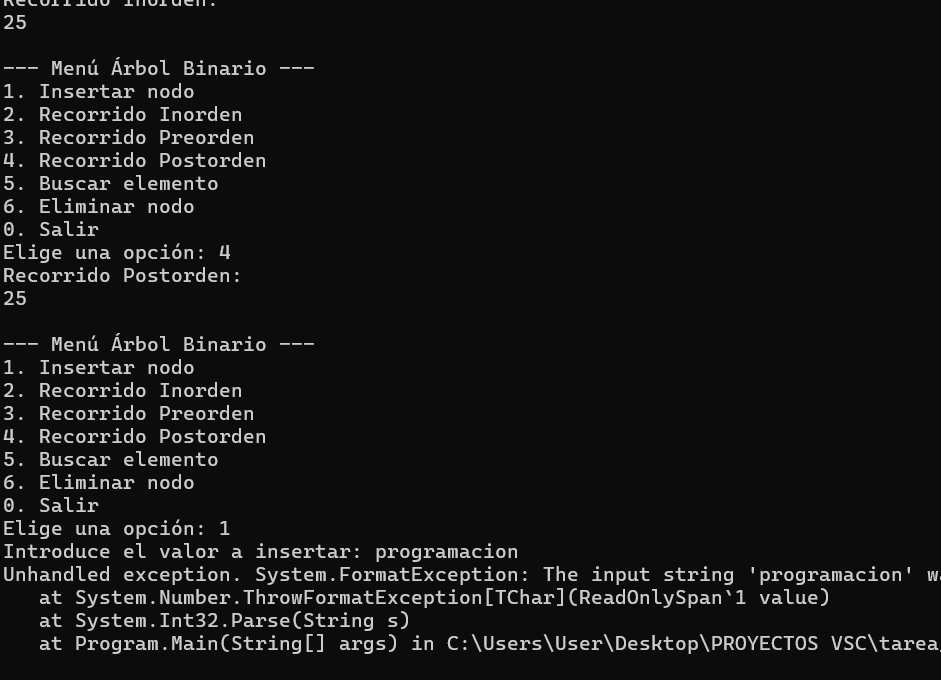 Recorrido Inorden:
25
--- Menú Árbol Binario ---
1. Insertar nodo
2. Recorrido Inorden
3. Recorrido Preorden
4. Recorrido Postorden
5. Buscar elemento
6. Eliminar nodo
0. Salir
Elige una opción: 4
Recorrido Postorden:
25
--- Menú Árbol Binario ---
1. Insertar nodo
2. Recorrido Inorden
3. Recorrido Preorden
4. Recorrido Postorden
5. Buscar elemento
6. Eliminar nodo
0. Salir
Elige una opción: 1
Introduce el valor a insertar: programacion
Unhandled exception. System.FormatException: The input string 'programacion'
   at System.Number.ThrowFormatException[TChar](ReadOnlySpan`1 value)
   at System.Int32.Parse(String s)
   at Program.Main(String[] args) in C:\Users\User\Desktop\PROYECTOS VSC\tarea